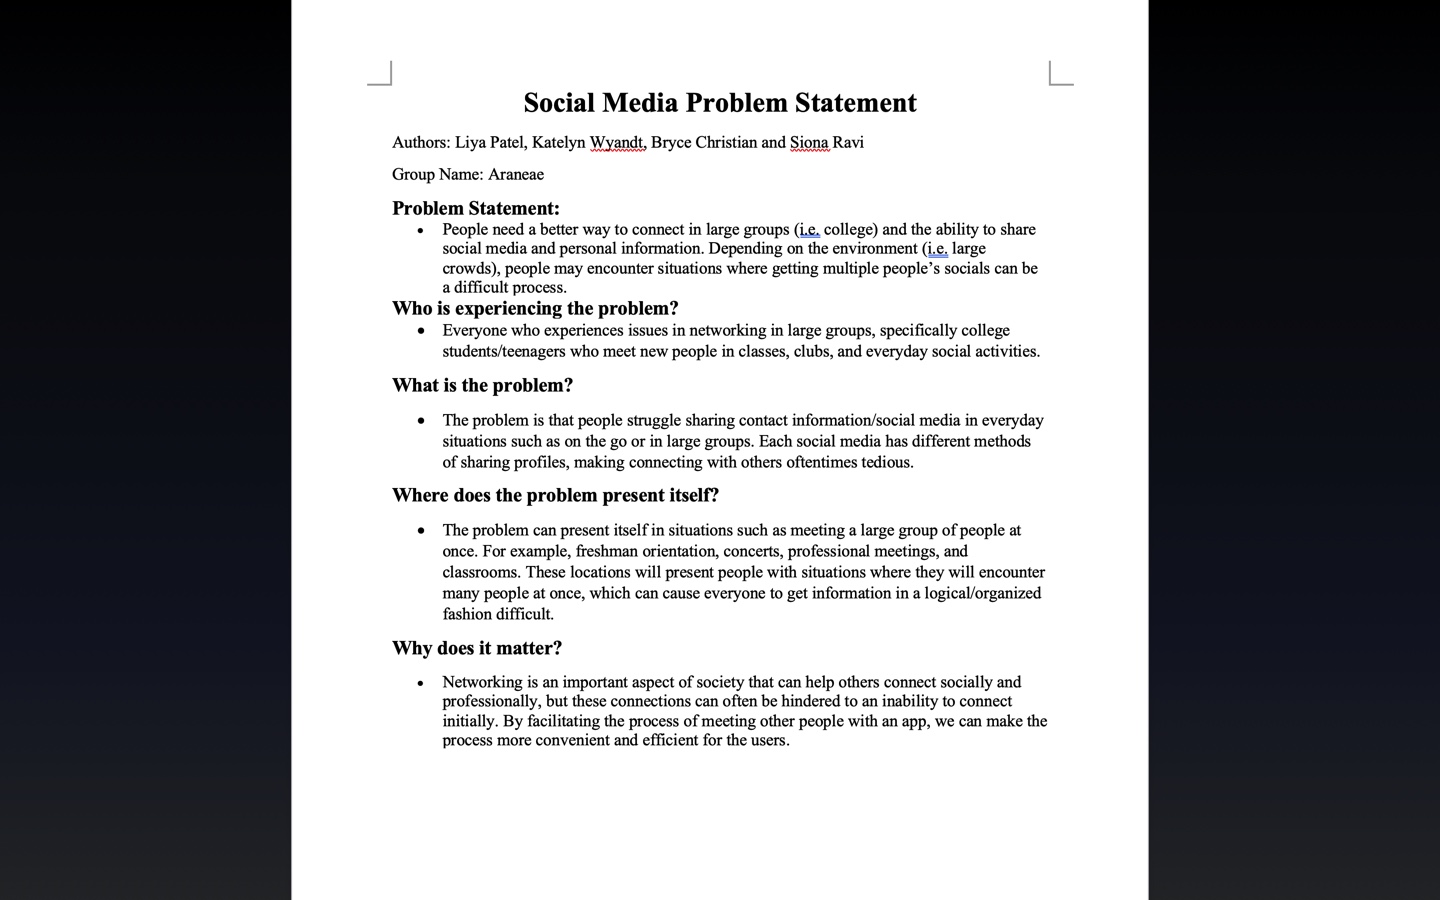 Social Media Problem Statement
Authors: Liya Patel, Katelyn Wyandt, Bryce Christian and Siona Ravi
Group Name: Araneae
Problem Statement:
• People need a better way to connect in large groups (i.e. college) and the ability to share
social media and personal information. Depending on the environment (i.e. large
crowds), people may encounter situations where getting multiple people’s socials can be
a difficult process.
Who is experiencing the problem?
• Everyone who experiences issues in networking in large groups, specifically college
students/teenagers who meet new people in classes, clubs, and everyday social activities.
What is the problem?
• The problem is that people struggle sharing contact information/social media in everyday
situations such as on the go or in large groups. Each social media has different methods
of sharing profiles, making connecting with others oftentimes tedious.
Where does the problem present itself?
• The problem can present itself in situations such as meeting a large group of people at
once. For example, freshman orientation, concerts, professional meetings, and
classrooms. These locations will present people with situations where they will encounter
many people at once, which can cause everyone to get information in a logical/organized
fashion difficult.
Why does it matter?
• Networking is an important aspect of society that can help others connect socially and
professionally, but these connections can often be hindered to an inability to connect
initially. By facilitating the process of meeting other people with an app, we can make the
process more convenient and efficient for the users.